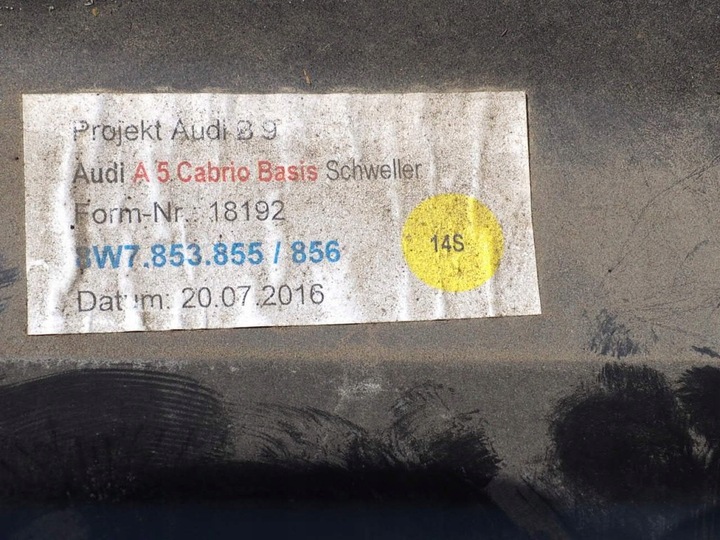 Projekt Audi B 9
Audi A 5 Cabrio Basis Schweller
Form-Nr.: 18192
8W7.853.855 / 856
14S
Datum: 20.07.2016